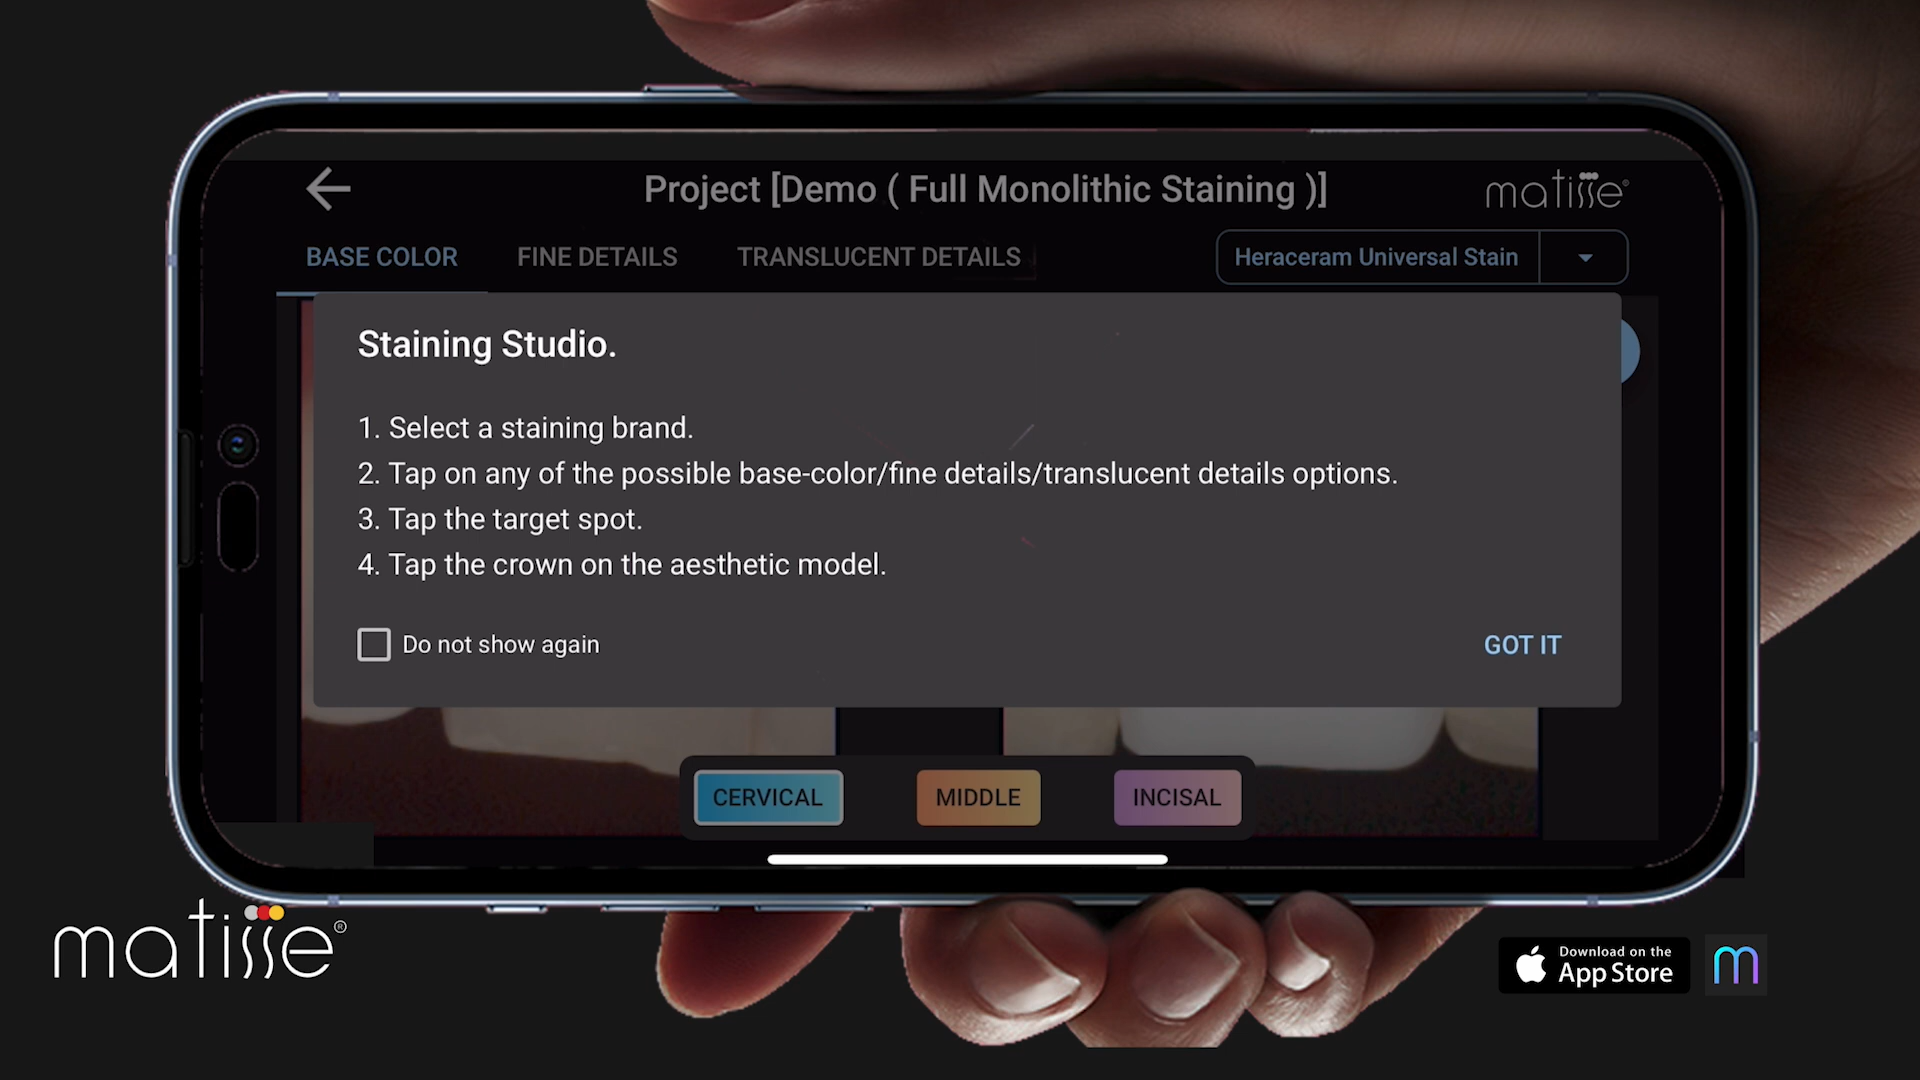 Project [Demo ( Full Monolithic Staining )]
matisse®
BASE COLOR
FINE DETAILS
TRANSLUCENT DETAILS
Heraceram Universal Stain
Staining Studio.
1. Select a staining brand.
2. Tap on any of the possible base-color/fine details/translucent details options.
3. Tap the target spot.
4. Tap the crown on the aesthetic model.
Do not show again
GOT IT
CERVICAL
MIDDLE
INCISAL
matisse®
Download on the
App Store
m